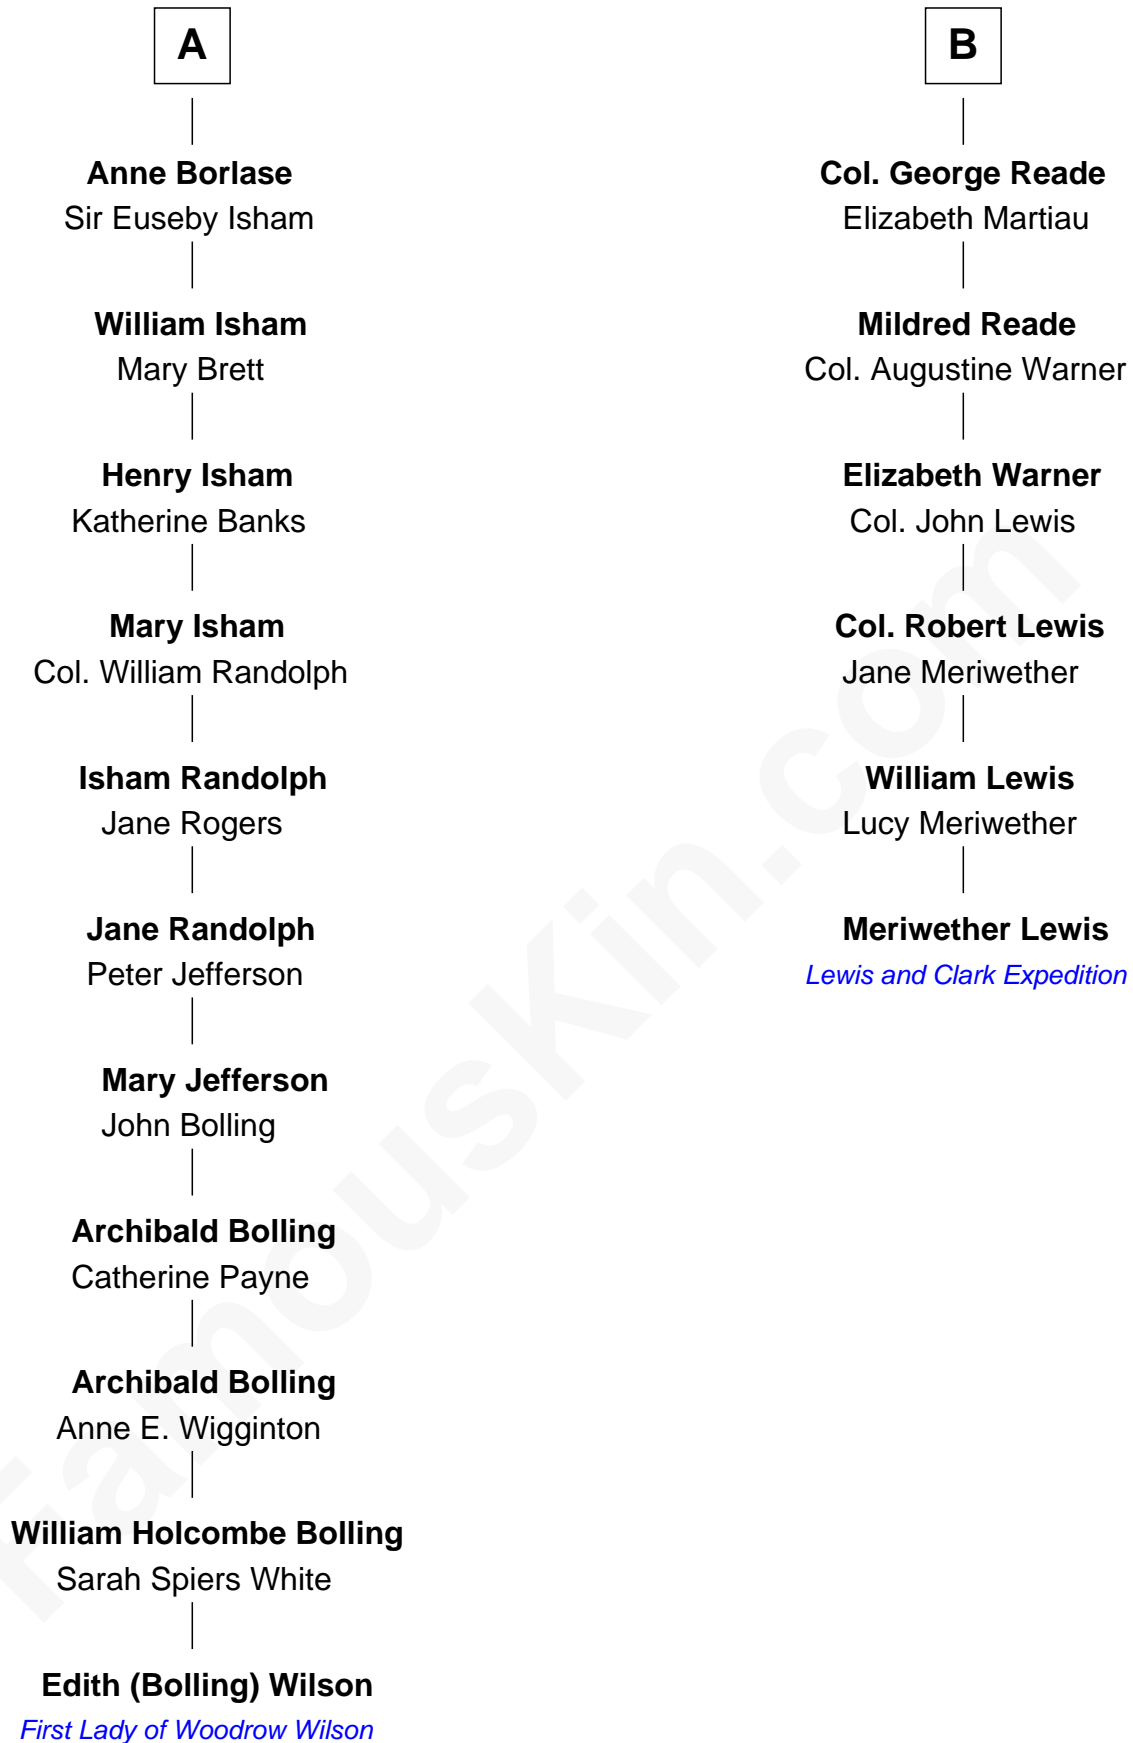 A
Anne Borlase
Sir Euseby Isham
William Isham
Mary Brett
Henry Isham
Katherine Banks
Mary Isham
Col. William Randolph
Isham Randolph
Jane Rogers
Jane Randolph
Peter Jefferson
Mary Jefferson
John Bolling
Archibald Bolling
Catherine Payne
Archibald Bolling
Anne E. Wigginton
William Holcombe Bolling
Sarah Spiers White
Edith (Bolling) Wilson
First Lady of Woodrow Wilson
B
Col. George Reade
Elizabeth Martiau
Mildred Reade
Col. Augustine Warner
Elizabeth Warner
Col. John Lewis
Col. Robert Lewis
Jane Meriwether
William Lewis
Lucy Meriwether
Meriwether Lewis
Lewis and Clark Expedition
FamousKin.com